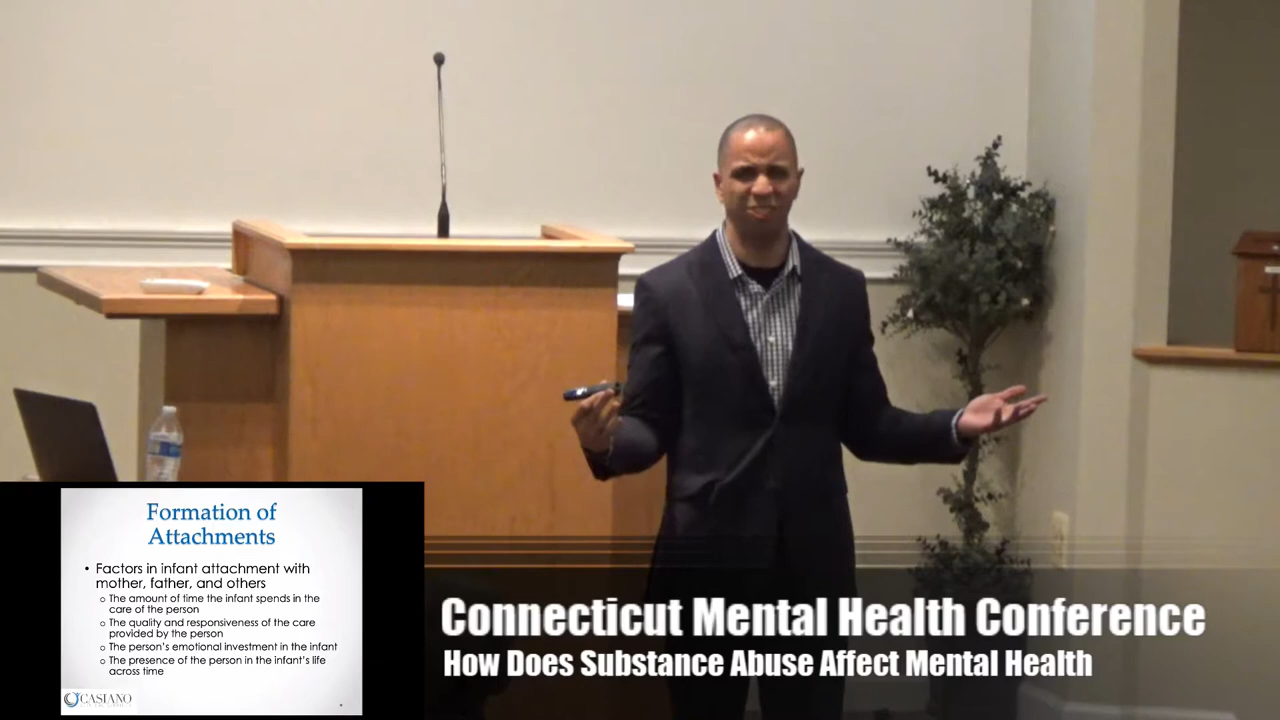 Formation of
Attachments
• Factors in infant attachment with
mother, father, and others
o The amount of time the infant spends in the
care of the person
o The quality and responsiveness of the care
provided by the person
o The person's emotional investment in the infant
o The presence of the person in the infant's life
across time
CASIANO
Connecticut Mental Health Conference
How Does Substance Abuse Affect Mental Health